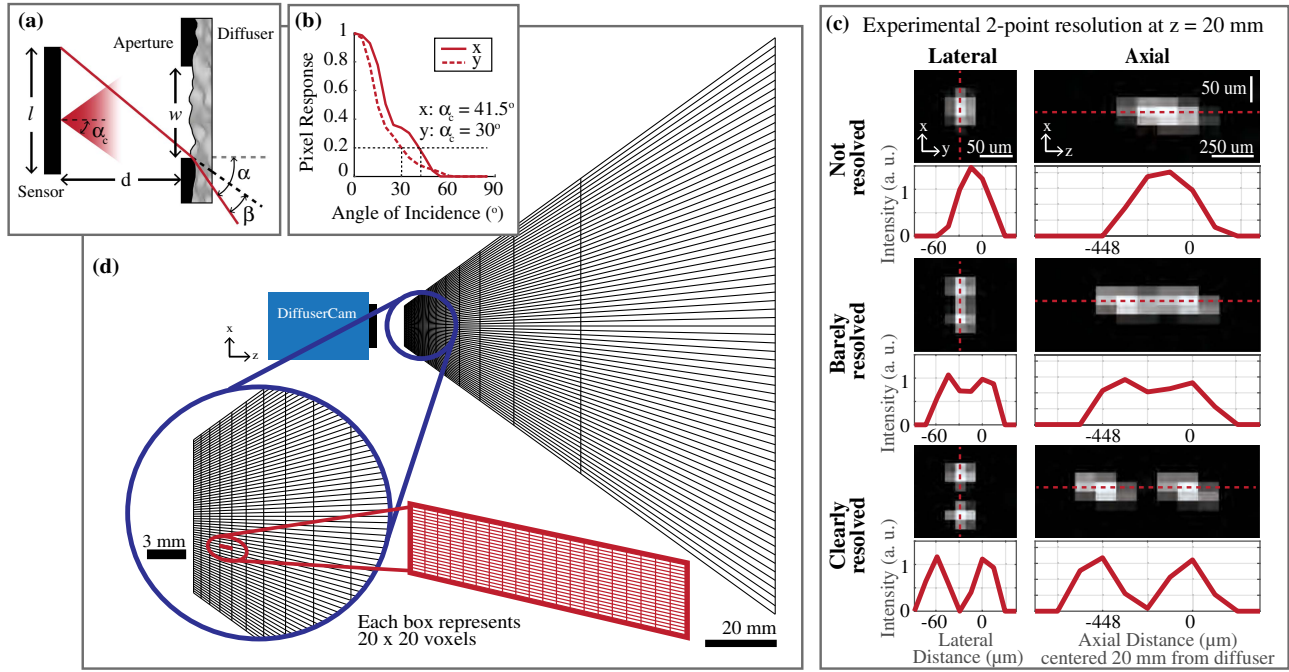 (a)
Aperture
Diffuser
l
α_c
w
d
Sensor
α
β
(b)
Pixel Response
1
0.8
0.6
0.4
0.2
0
x
y
x: α_c = 41.5°
y: α_c = 30°
0 20 40 60 80
Angle of Incidence (°)
(c) Experimental 2-point resolution at z = 20 mm
Lateral
Axial
Not resolved
x
y
50 um
50 um
x
z
250 um
Intensity (a. u.)
1
0
-60 0
-448 0
Barely resolved
Intensity (a. u.)
1
0
-60 0
-448 0
Clearly resolved
Intensity (a. u.)
1
0
-60 0
-448 0
Lateral
Distance (μm)
Axial Distance (μm)
centered 20 mm from diffuser
(d)
DiffuserCam
x
z
3 mm
Each box represents
20 x 20 voxels
20 mm